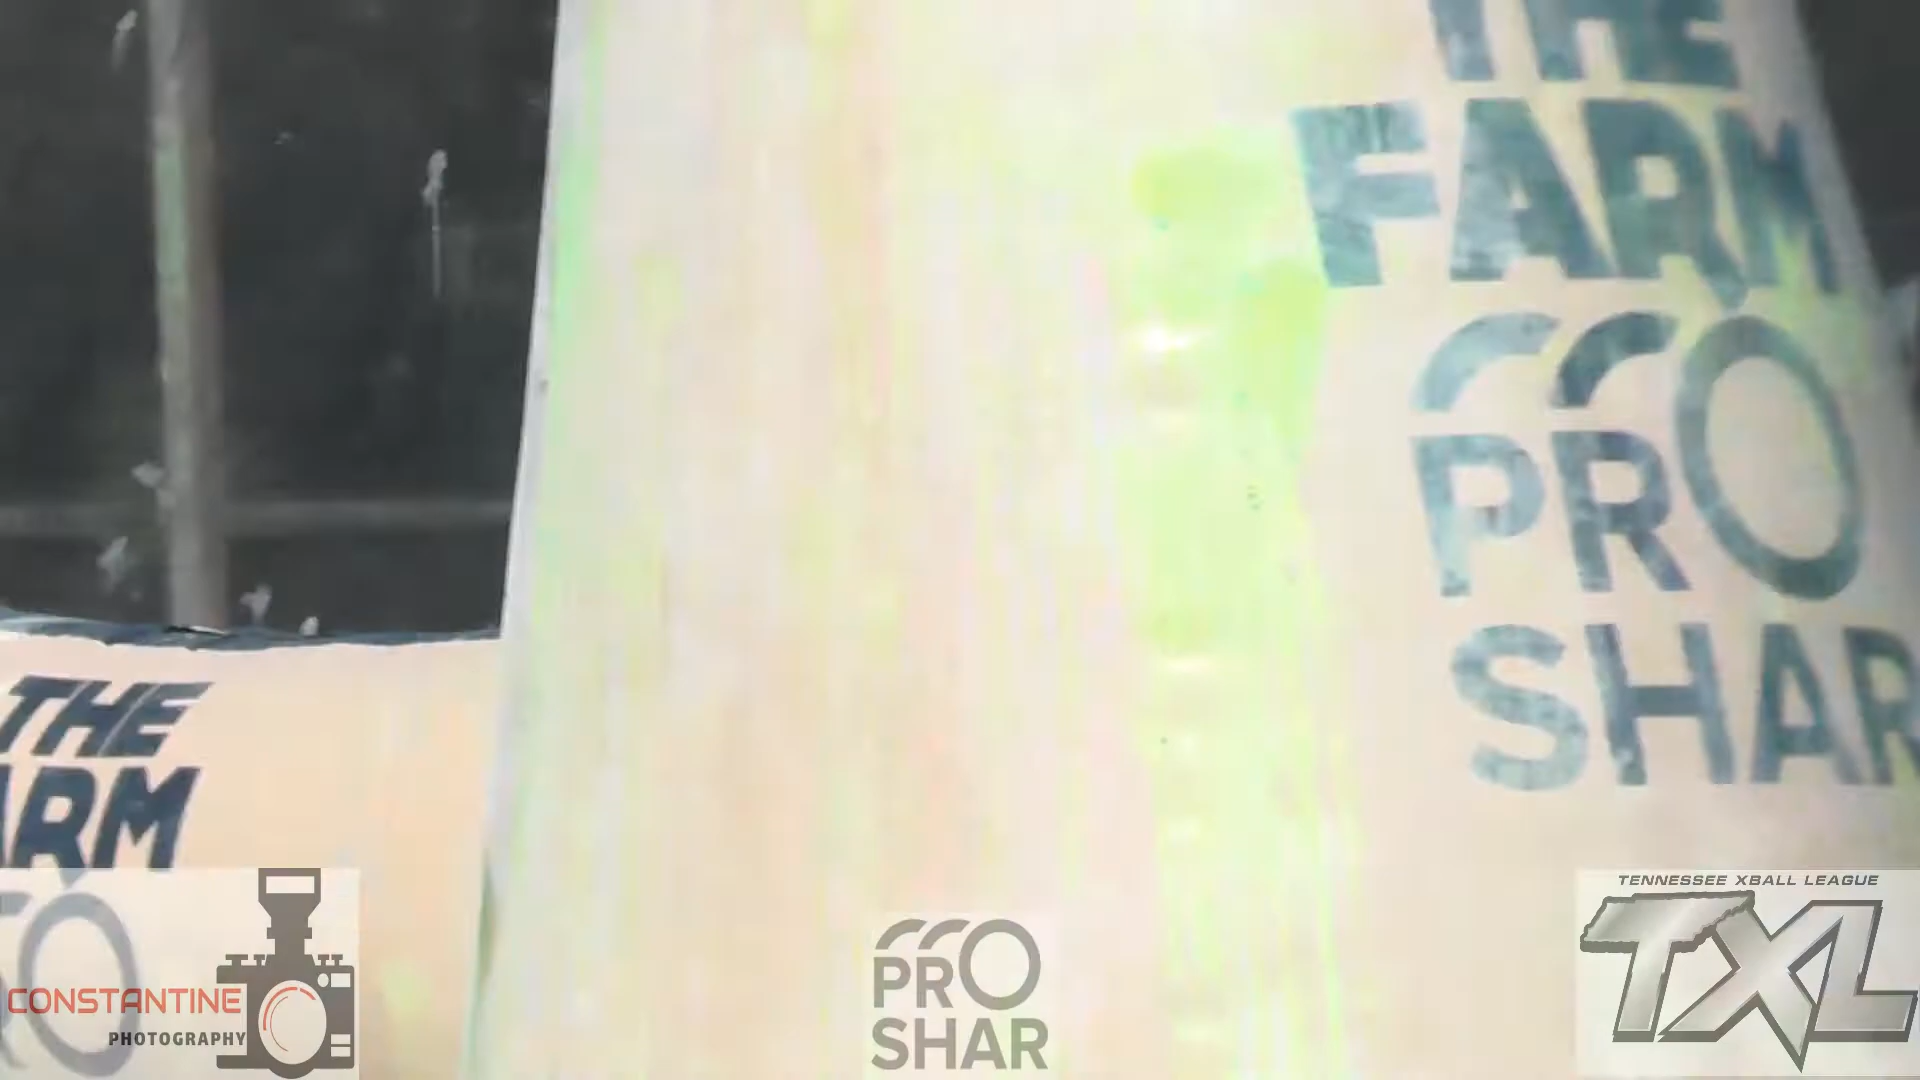 THE
FARM
PRO
SHAR
THE
ARM
CONSTANTINE
PHOTOGRAPHY
PRO
SHAR
TENNESSEE XBALL LEAGUE
TXL